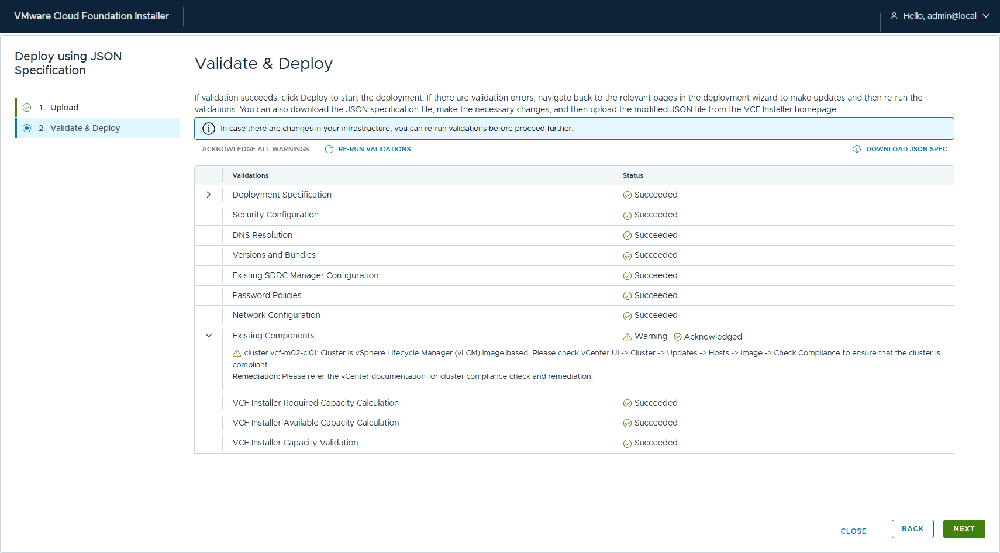 VMware Cloud Foundation Installer
Hello, admin@local
Deploy using JSON
Specification
1 Upload
2 Validate & Deploy
Validate & Deploy
If validation succeeds, click Deploy to start the deployment. If there are validation errors, navigate back to the relevant pages in the deployment wizard to make updates and then re-run the
validations. You can also download the JSON specification file, make the necessary changes, and then upload the modified JSON file from the VCF Installer homepage.
In case there are changes in your infrastructure, you can re-run validations before proceed further.
ACKNOWLEDGE ALL WARNINGS RE-RUN VALIDATIONS DOWNLOAD JSON SPEC
Validations Status
Deployment Specification Succeeded
Security Configuration Succeeded
DNS Resolution Succeeded
Versions and Bundles Succeeded
Existing SDDC Manager Configuration Succeeded
Password Policies Succeeded
Network Configuration Succeeded
Existing Components Warning Acknowledged
cluster vcf-m02-cl01: Cluster is vSphere Lifecycle Manager (vLCM) image based. Please check vCenter UI -> Cluster -> Updates -> Hosts -> Image -> Check Compliance to ensure that the cluster is
compliant.
Remediation: Please refer the vCenter documentation for cluster compliance check and remediation.
VCF Installer Required Capacity Calculation Succeeded
VCF Installer Available Capacity Calculation Succeeded
VCF Installer Capacity Validation Succeeded
CLOSE BACK NEXT